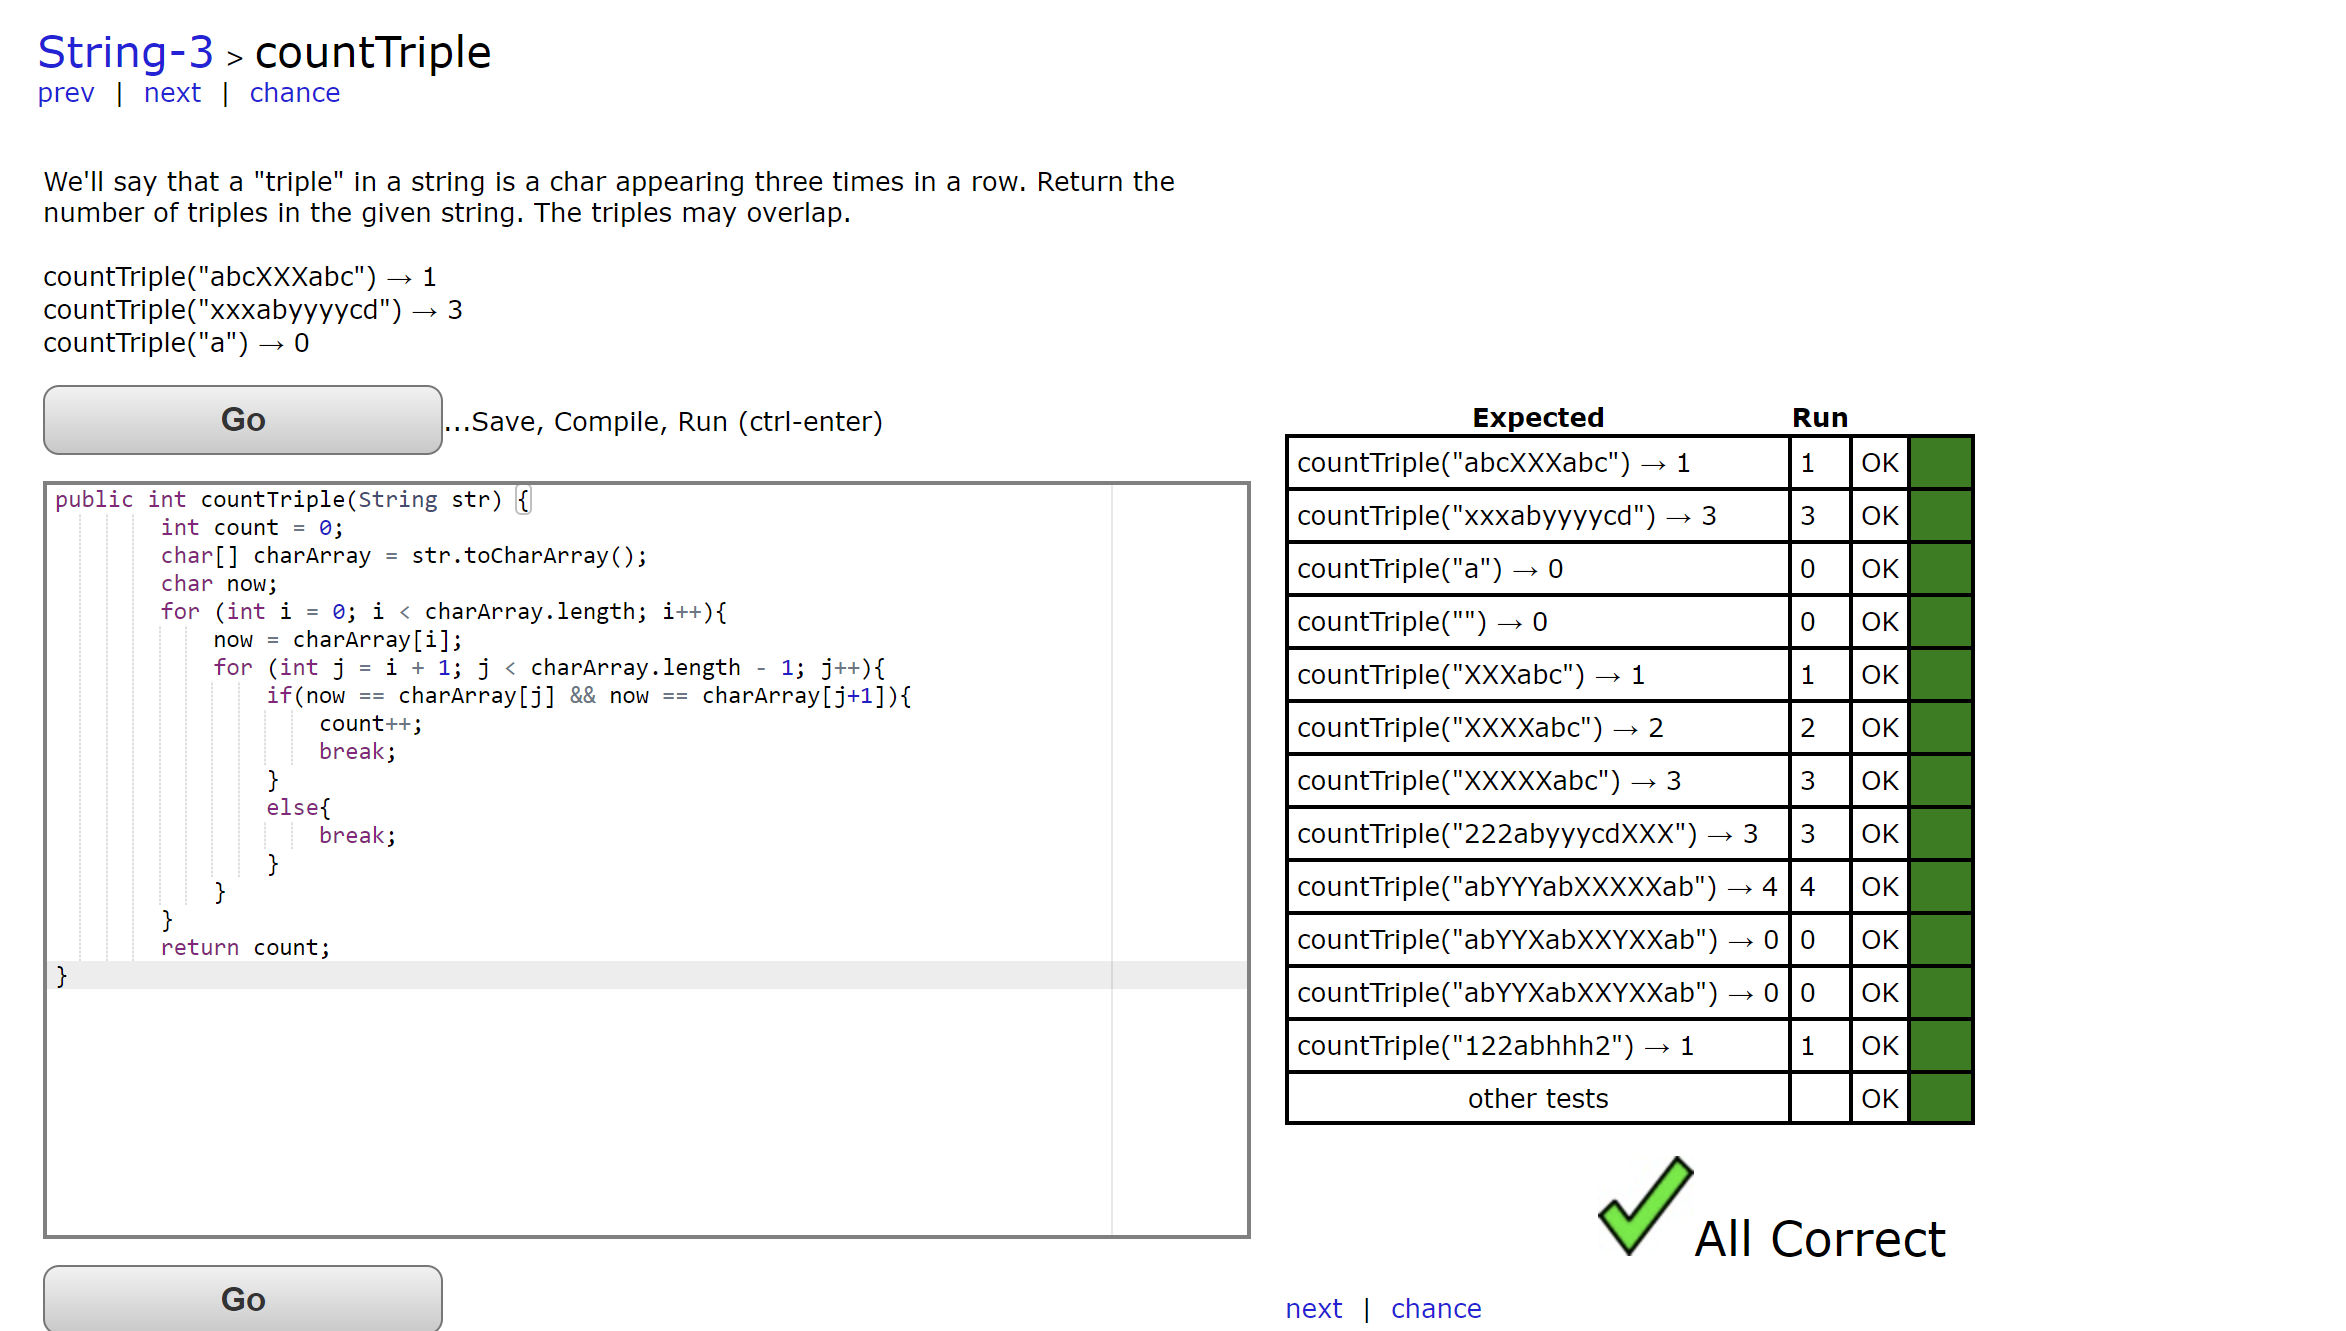 String-3 > countTriple
prev | next | chance
We'll say that a "triple" in a string is a char appearing three times in a row. Return the
number of triples in the given string. The triples may overlap.
countTriple("abcXXXabc") → 1
countTriple("xxxabyyyycd") → 3
countTriple("a") → 0
Go ...Save, Compile, Run (ctrl-enter)
public int countTriple(String str) {
        int count = 0;
        char[] charArray = str.toCharArray();
        char now;
        for (int i = 0; i < charArray.length; i++){
            now = charArray[i];
            for (int j = i + 1; j < charArray.length - 1; j++){
                if(now == charArray[j] && now == charArray[j+1]){
                    count++;
                    break;
                }
                else{
                    break;
                }
            }
        }
        return count;
}
Go
Expected Run
countTriple("abcXXXabc") → 1 1 OK
countTriple("xxxabyyyycd") → 3 3 OK
countTriple("a") → 0 0 OK
countTriple("") → 0 0 OK
countTriple("XXXabc") → 1 1 OK
countTriple("XXXXabc") → 2 2 OK
countTriple("XXXXXabc") → 3 3 OK
countTriple("222abyyycdXXX") → 3 3 OK
countTriple("abYYYabXXXXXab") → 4 4 OK
countTriple("abYYXabXXYXXab") → 0 0 OK
countTriple("abYYXabXXYXXab") → 0 0 OK
countTriple("122abhhh2") → 1 1 OK
other tests OK
All Correct
next | chance